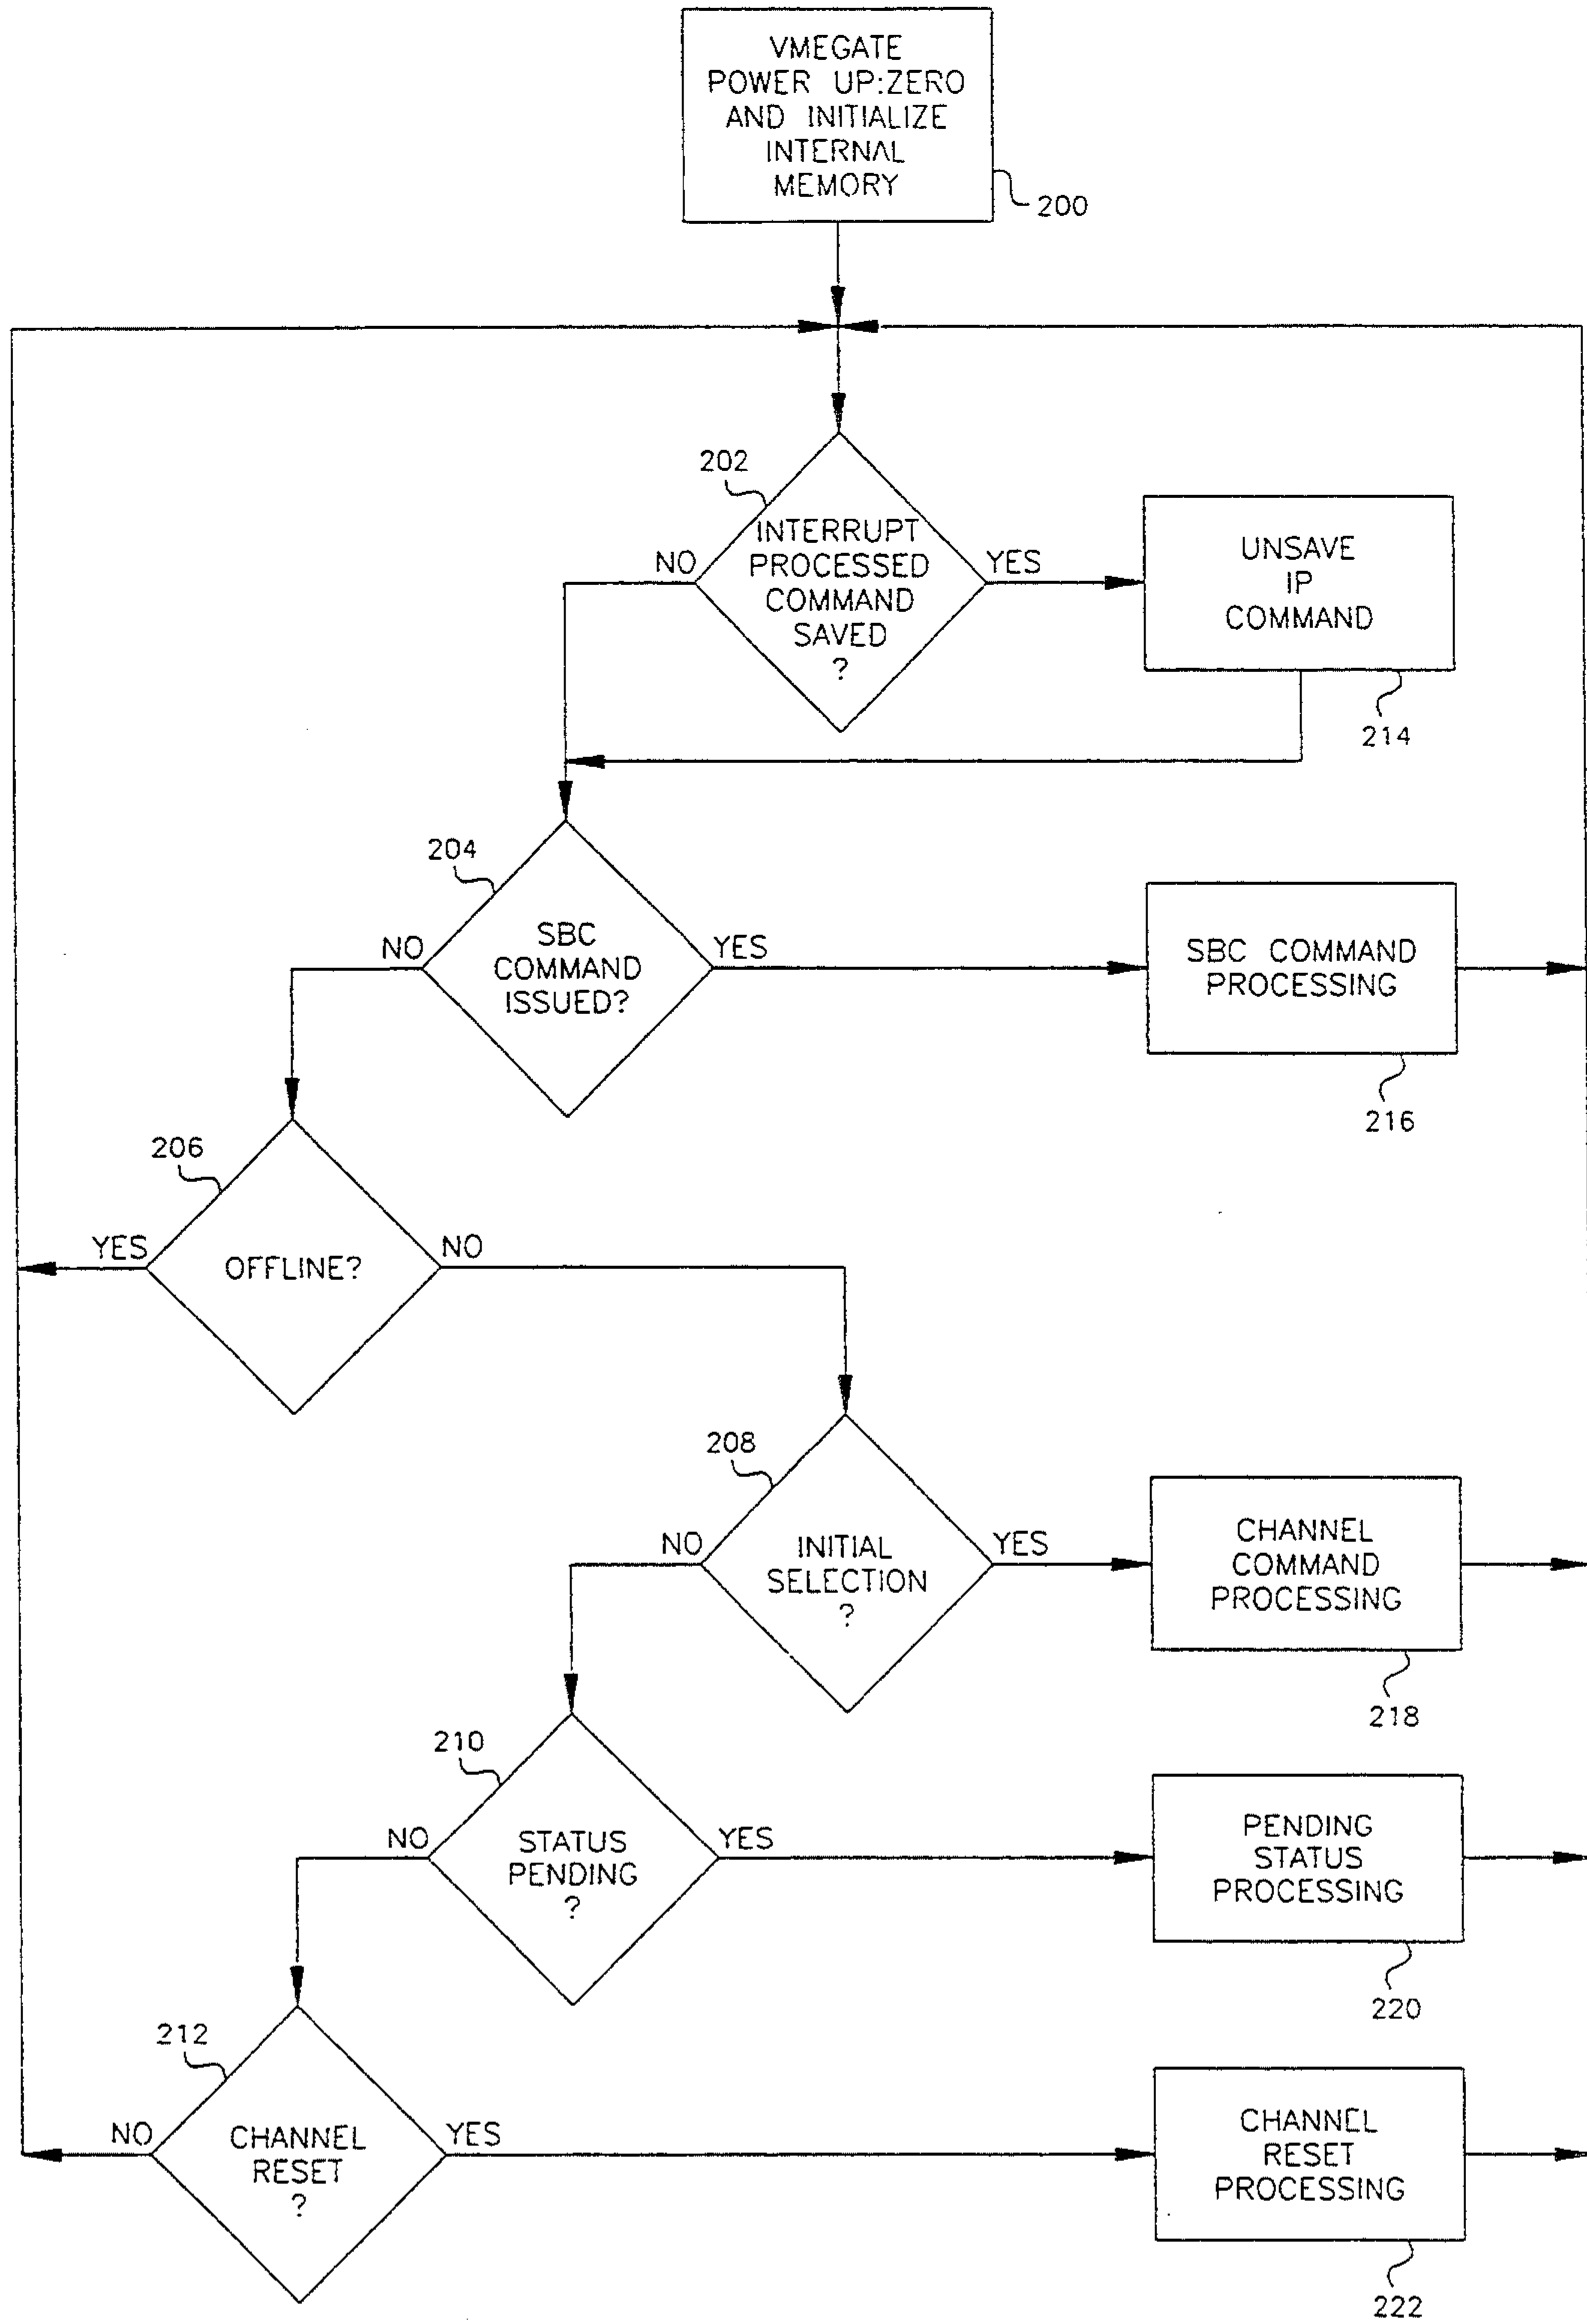 VMEGATE
POWER UP:ZERO
AND INITIALIZE
INTERNAL
MEMORY
200
202
INTERRUPT
PROCESSED
COMMAND
SAVED
?
NO
YES
UNSAVE
IP
COMMAND
214
204
SBC
COMMAND
ISSUED?
NO
YES
SBC COMMAND
PROCESSING
216
206
OFFLINE?
YES
NO
208
INITIAL
SELECTION
?
NO
YES
CHANNEL
COMMAND
PROCESSING
218
210
STATUS
PENDING
?
NO
YES
PENDING
STATUS
PROCESSING
220
212
CHANNEL
RESET
?
NO
YES
CHANNEL
RESET
PROCESSING
222